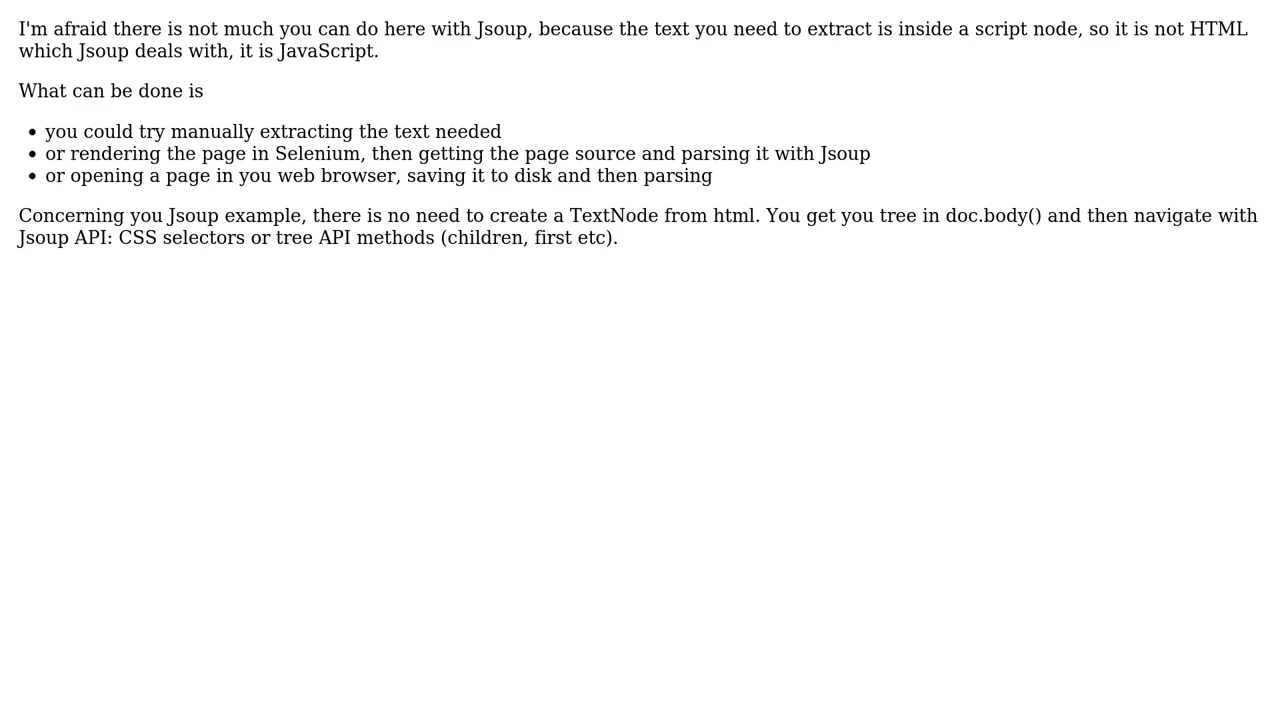 I'm afraid there is not much you can do here with Jsoup, because the text you need to extract is inside a script node, so it is not HTML
which Jsoup deals with, it is JavaScript.
What can be done is
• you could try manually extracting the text needed
• or rendering the page in Selenium, then getting the page source and parsing it with Jsoup
• or opening a page in you web browser, saving it to disk and then parsing
Concerning you Jsoup example, there is no need to create a TextNode from html. You get you tree in doc.body() and then navigate with
Jsoup API: CSS selectors or tree API methods (children, first etc).